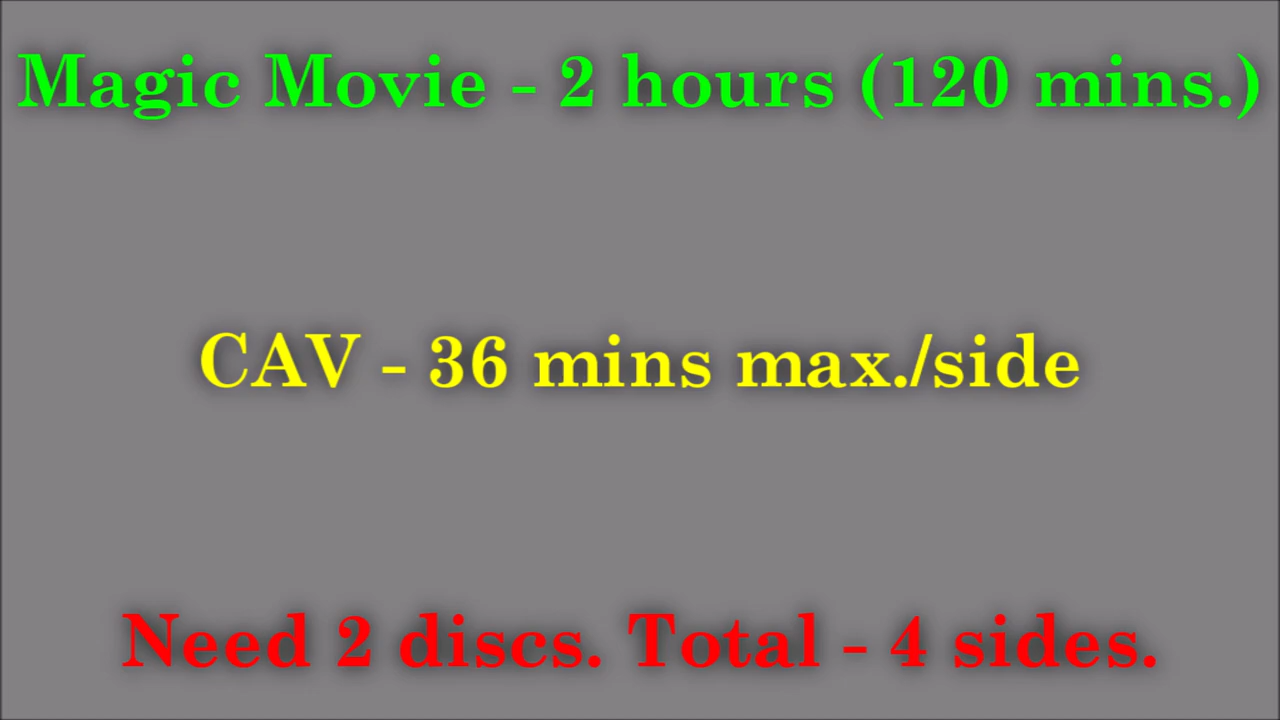 Magic Movie - 2 hours (120 mins.)
CAV - 36 mins max./side
Need 2 discs. Total - 4 sides.